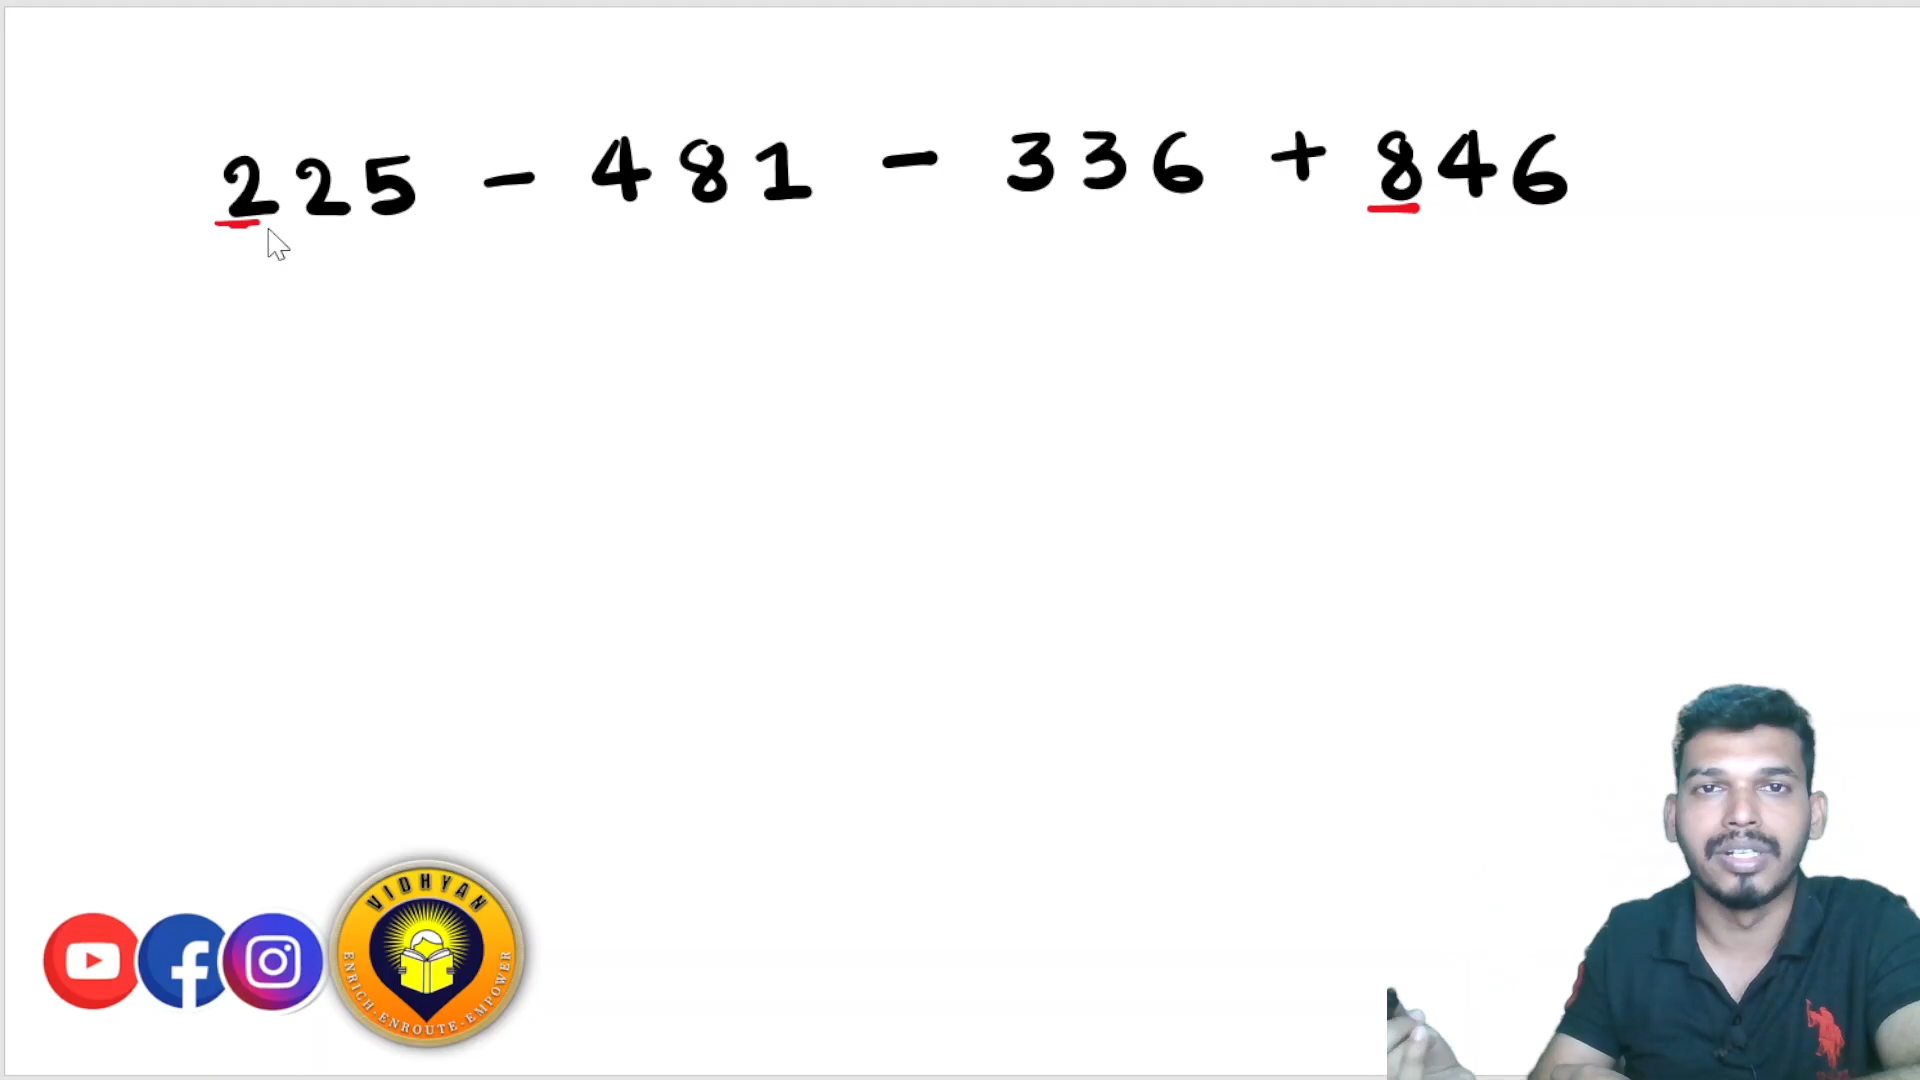 225 - 481 - 336 + 846
VIDHYAN
ENRICH-ENROUTE-EMPOWER